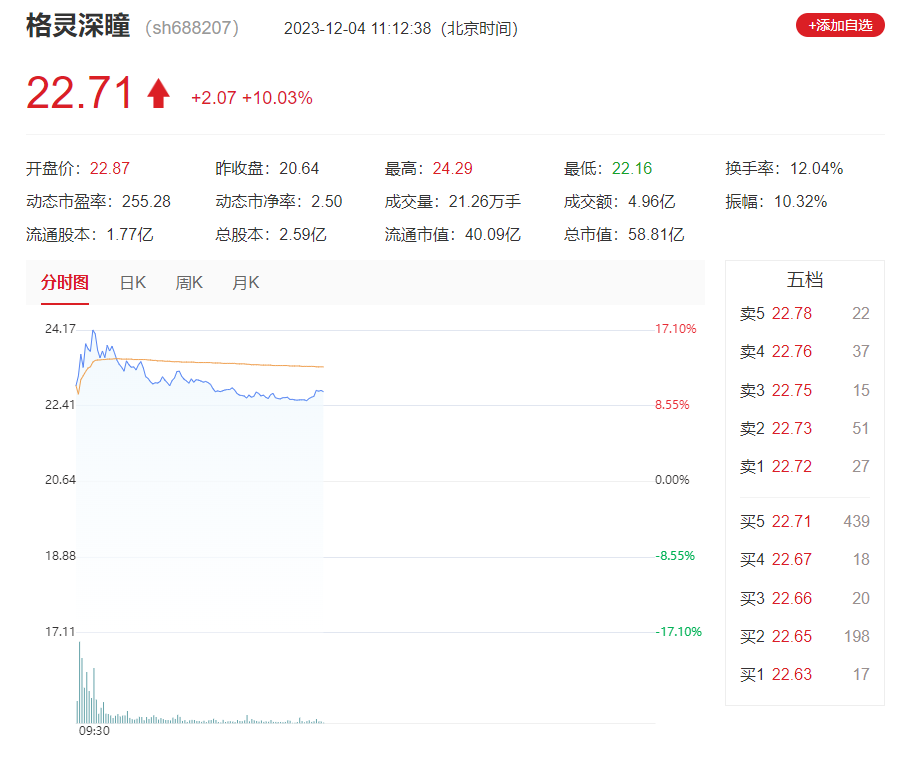 格灵深瞳 （sh688207） 2023-12-04 11:12:38（北京时间） +添加自选
22.71 +2.07 +10.03%
开盘价：22.87 昨收盘：20.64 最高：24.29 最低：22.16 换手率：12.04%
动态市盈率：255.28 动态市净率：2.50 成交量：21.26万手 成交额：4.96亿 振幅：10.32%
流通股本：1.77亿 总股本：2.59亿 流通市值：40.09亿 总市值：58.81亿
分时图 日K 周K 月K
24.17 17.10%
22.41 8.55%
20.64 0.00%
18.88 -8.55%
17.11 -17.10%
09:30
五档
卖5 22.78 22
卖4 22.76 37
卖3 22.75 15
卖2 22.73 51
卖1 22.72 27
买5 22.71 439
买4 22.67 18
买3 22.66 20
买2 22.65 198
买1 22.63 17